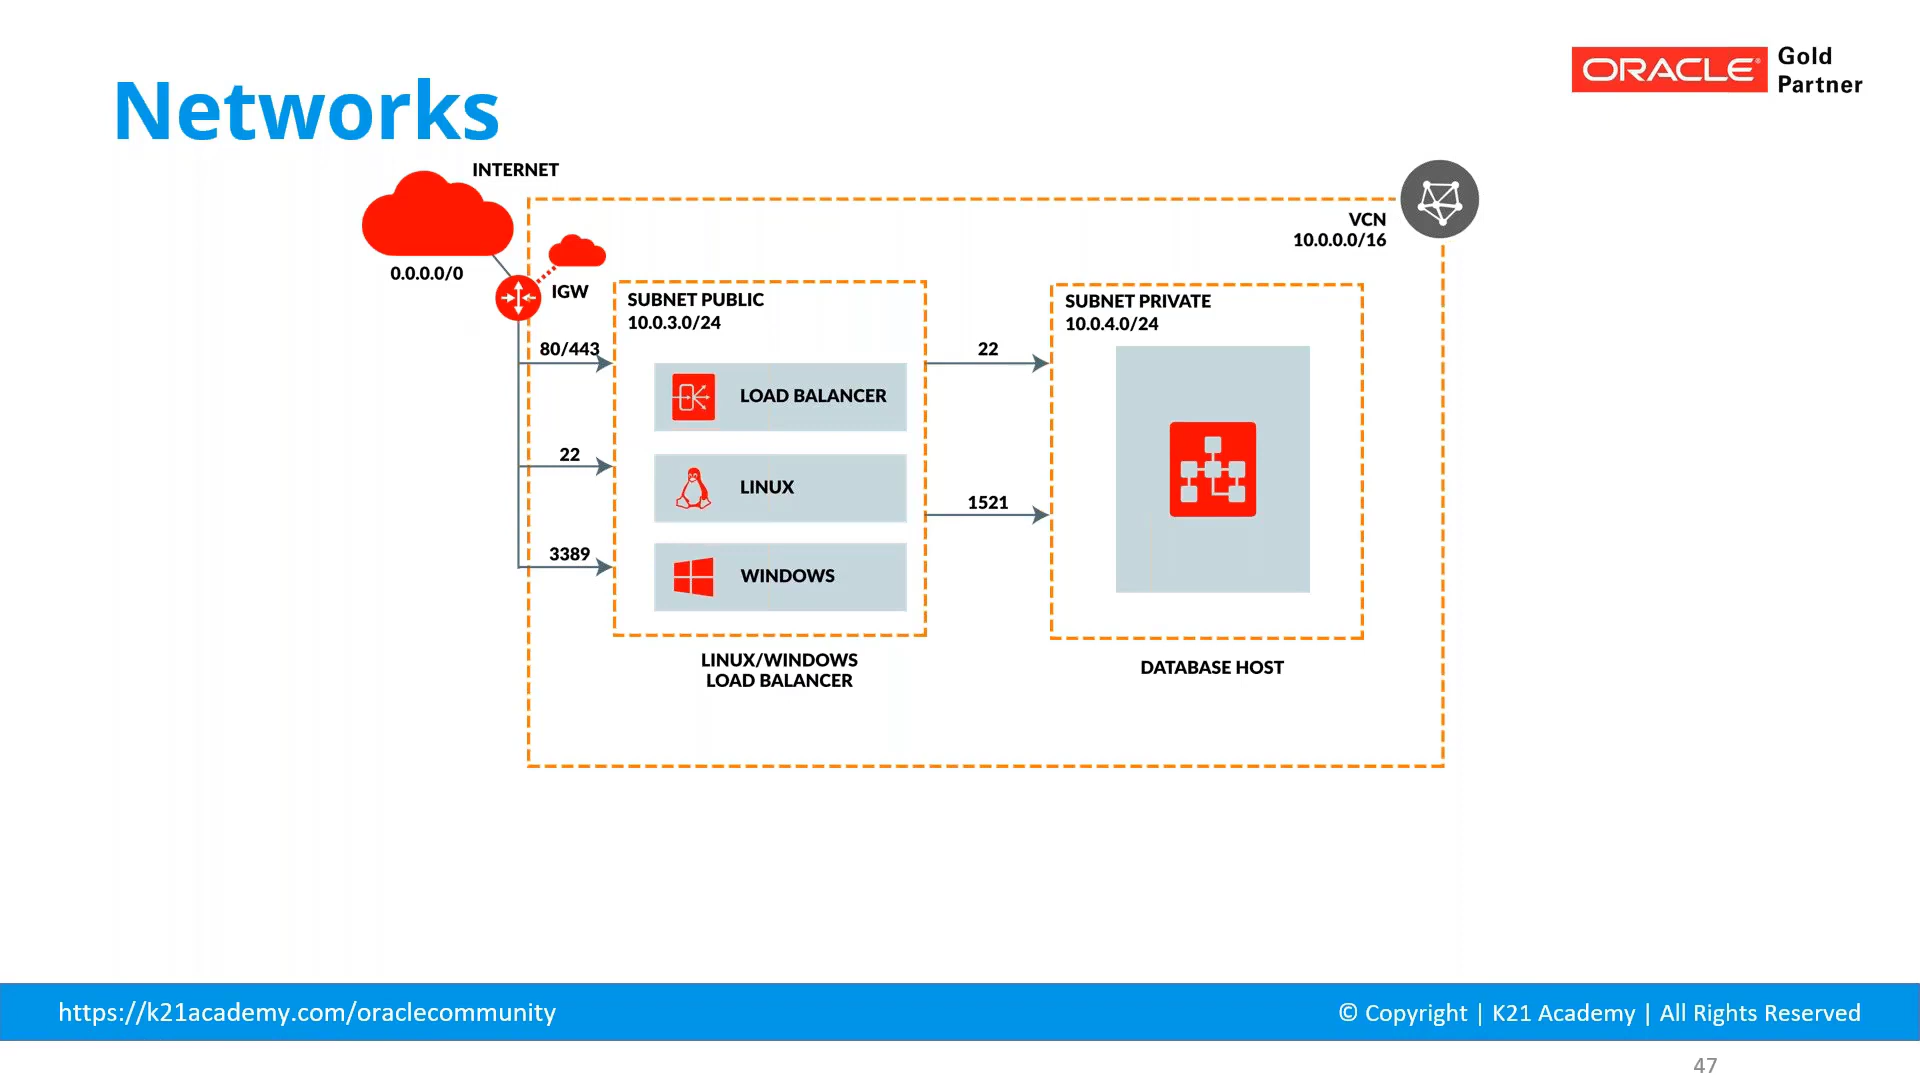 Networks
ORACLE®
Gold
Partner
INTERNET
0.0.0.0/0
IGW
VCN
10.0.0.0/16
SUBNET PUBLIC
10.0.3.0/24
80/443
22
3389
LOAD BALANCER
LINUX
WINDOWS
22
1521
SUBNET PRIVATE
10.0.4.0/24
LINUX/WINDOWS
LOAD BALANCER
DATABASE HOST
https://k21academy.com/oraclecommunity
© Copyright | K21 Academy | All Rights Reserved
47